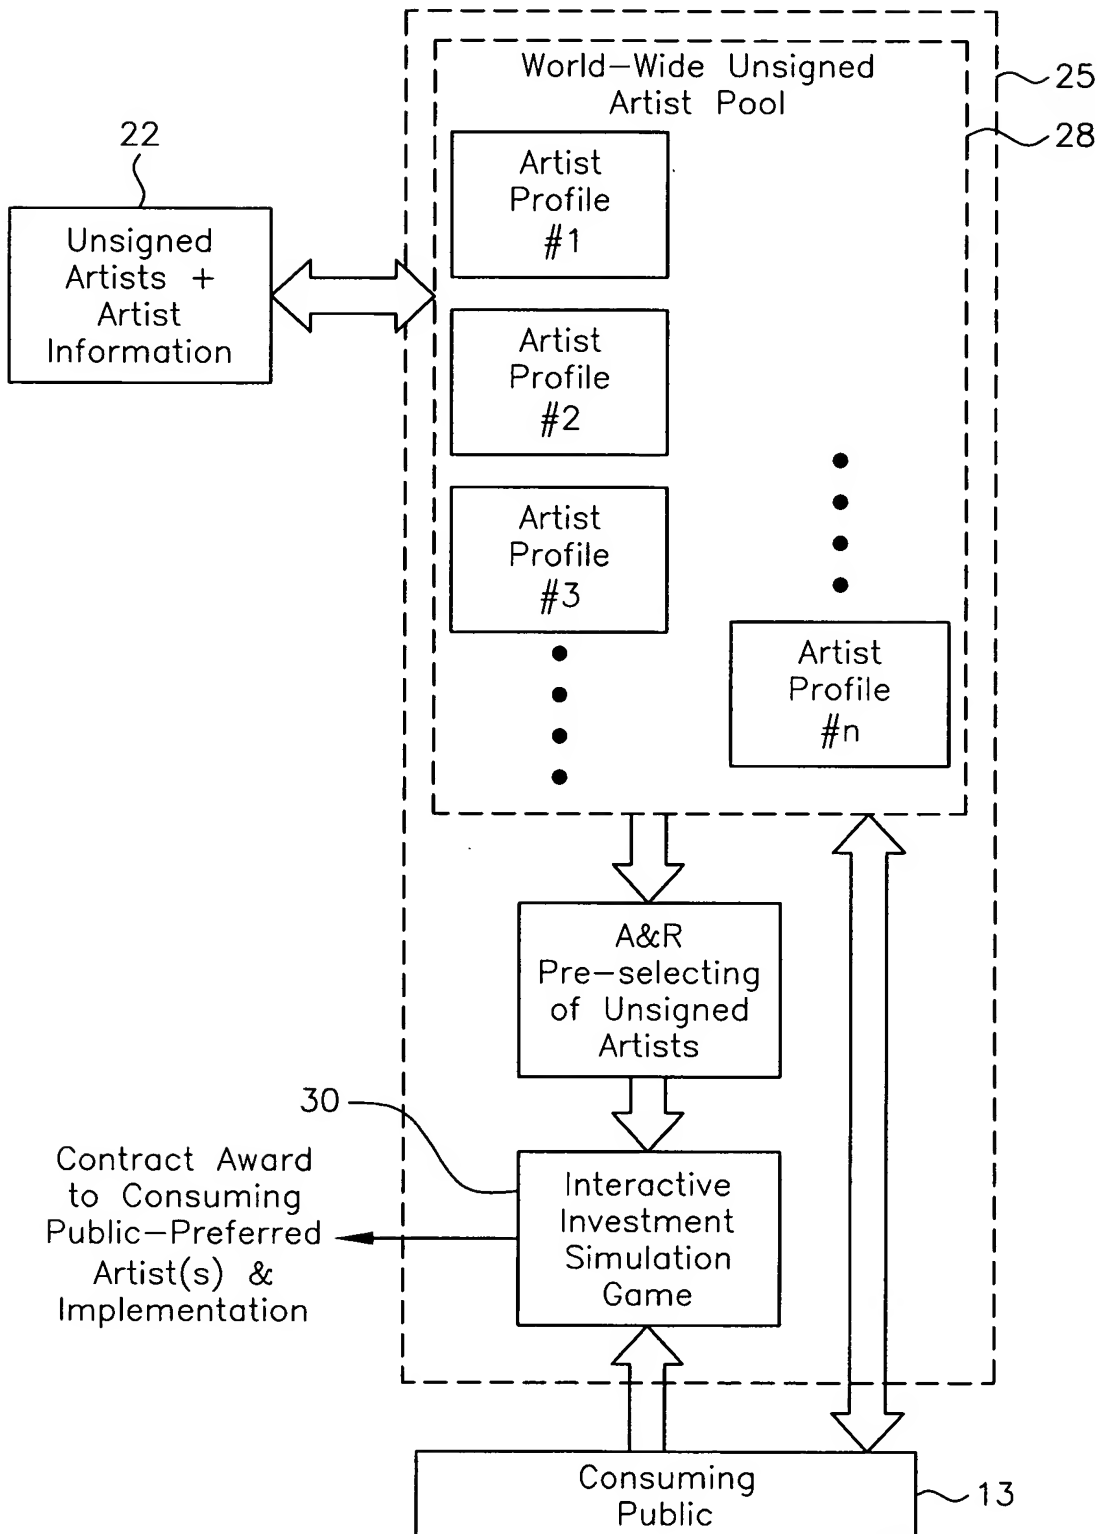 World-Wide Unsigned
Artist Pool
25
28
22
Unsigned
Artists +
Artist
Information
Artist
Profile
#1
Artist
Profile
#2
Artist
Profile
#3
Artist
Profile
#n
A&R
Pre-selecting
of Unsigned
Artists
30
Contract Award
to Consuming
Public-Preferred
Artist(s) &
Implementation
Interactive
Investment
Simulation
Game
Consuming
Public
13